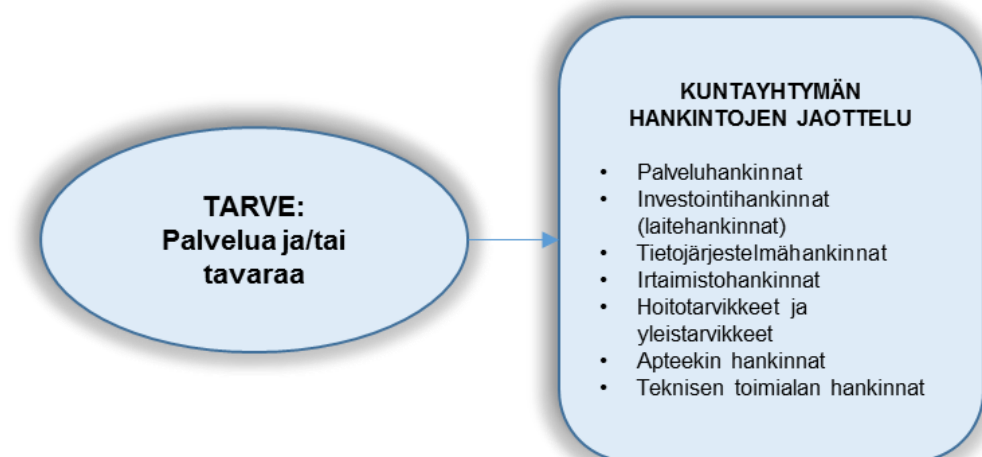 TARVE:
Palvelua ja/tai
tavaraa
KUNTAYHTYMÄN
HANKINTOJEN JAOTTELU
• Palveluhankinnat
• Investointihankinnat
(laitehankinnat)
• Tietojärjestelmähankinnat
• Irtaimistohankinnat
• Hoitotarvikkeet ja
yleistarvikkeet
• Apteekin hankinnat
• Teknisen toimialan hankinnat